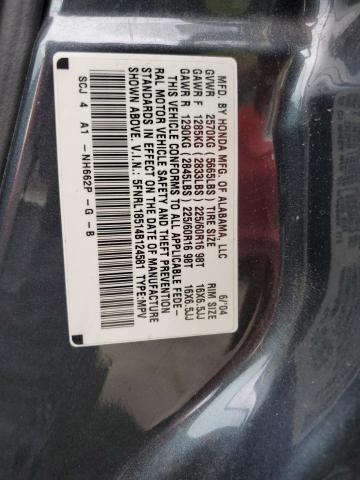 MFD. BY HONDA MFG. OF ALABAMA, LLC 6/04
GVWR 2570KG (5665LBS) TIRE SIZE RIM SIZE
GAWR F 1285KG (2833LBS) 225/60R16 98T 16X6.5JJ
GAWR R 1290KG (2845LBS) 225/60R16 98T 16X6.5JJ
THIS VEHICLE CONFORMS TO ALL APPLICABLE FEDE-
RAL MOTOR VEHICLE SAFETY AND THEFT PREVENTION
STANDARDS IN EFFECT ON THE DATE OF MANUFACTURE
SHOWN ABOVE. V.I.N.: 5FNRL18514B124581 TYPE: MPV
SCJ 4 A1 -NH662P - G - B